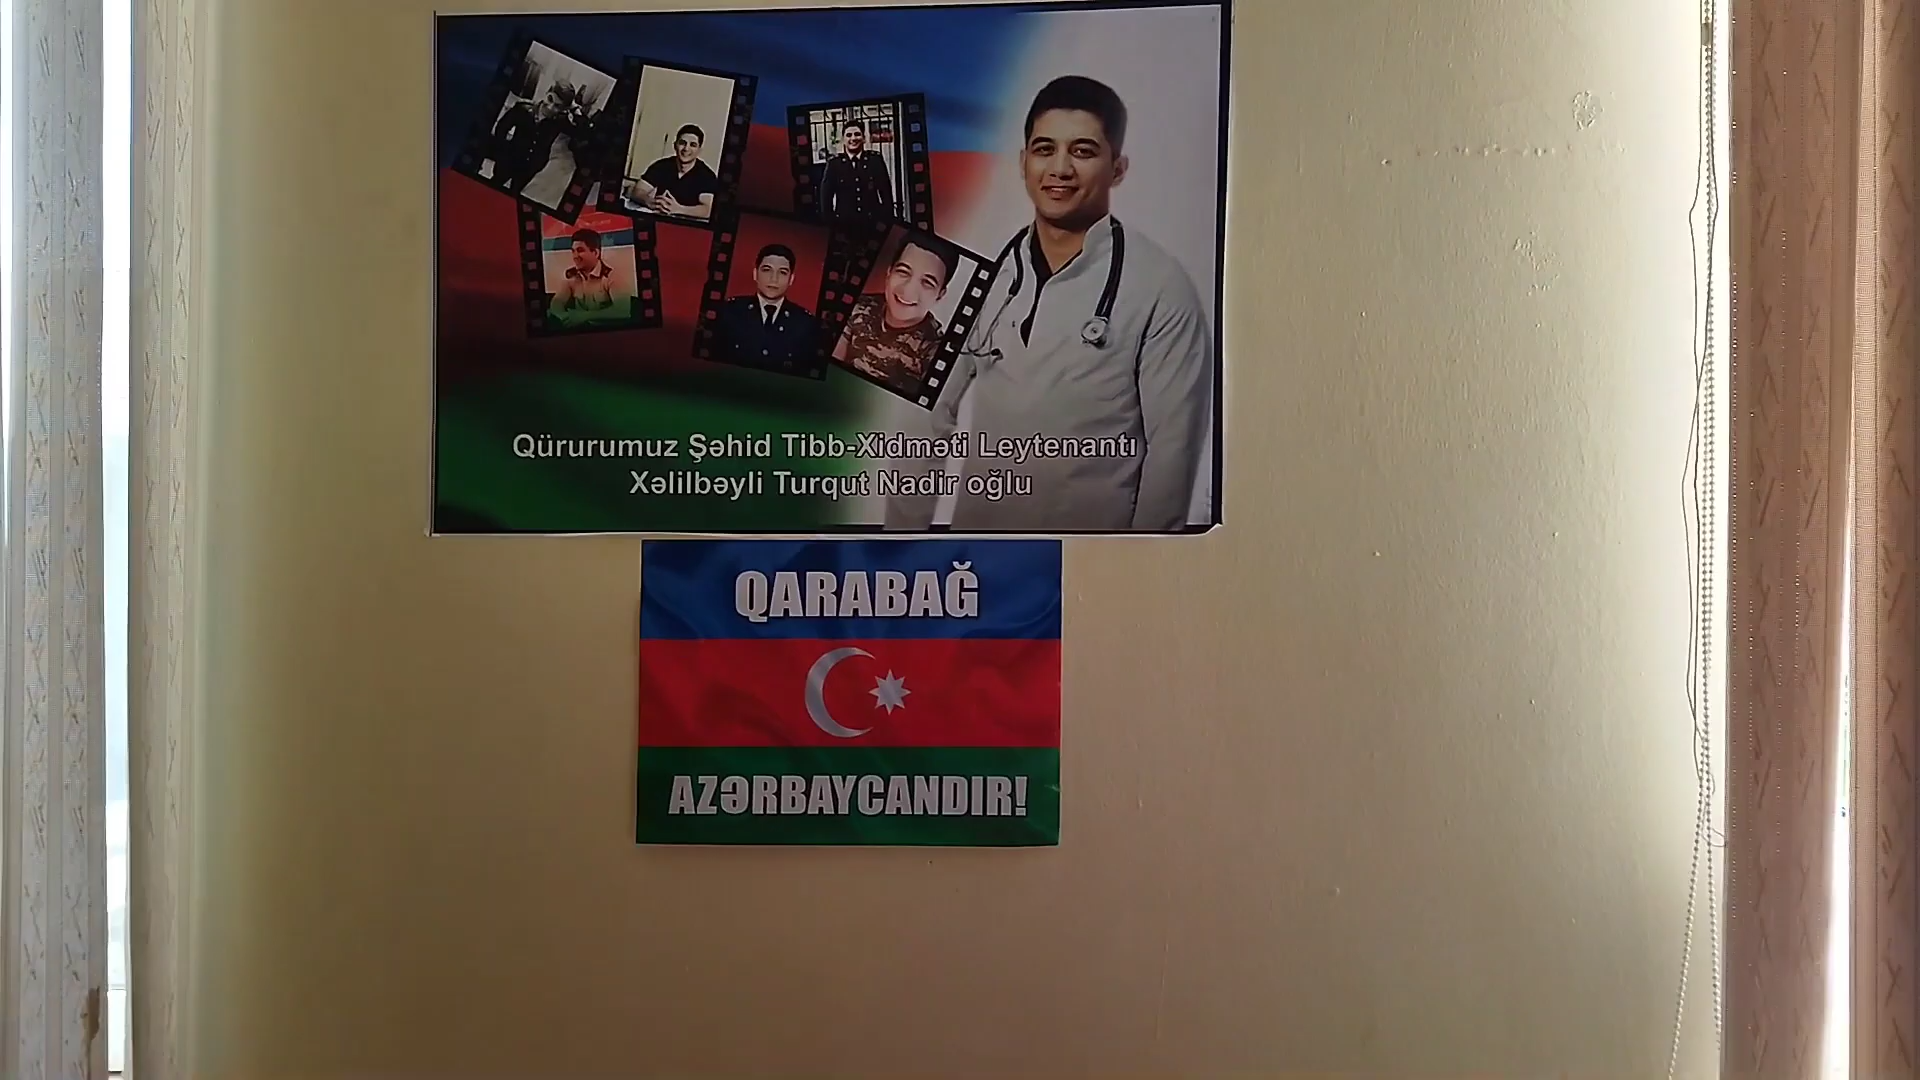 Qürurumuz Şəhid Tibb-Xidməti Leytenantı
Xəlilbəyli Turqut Nadir oğlu
QARABAĞ
AZƏRBAYCANDIR!